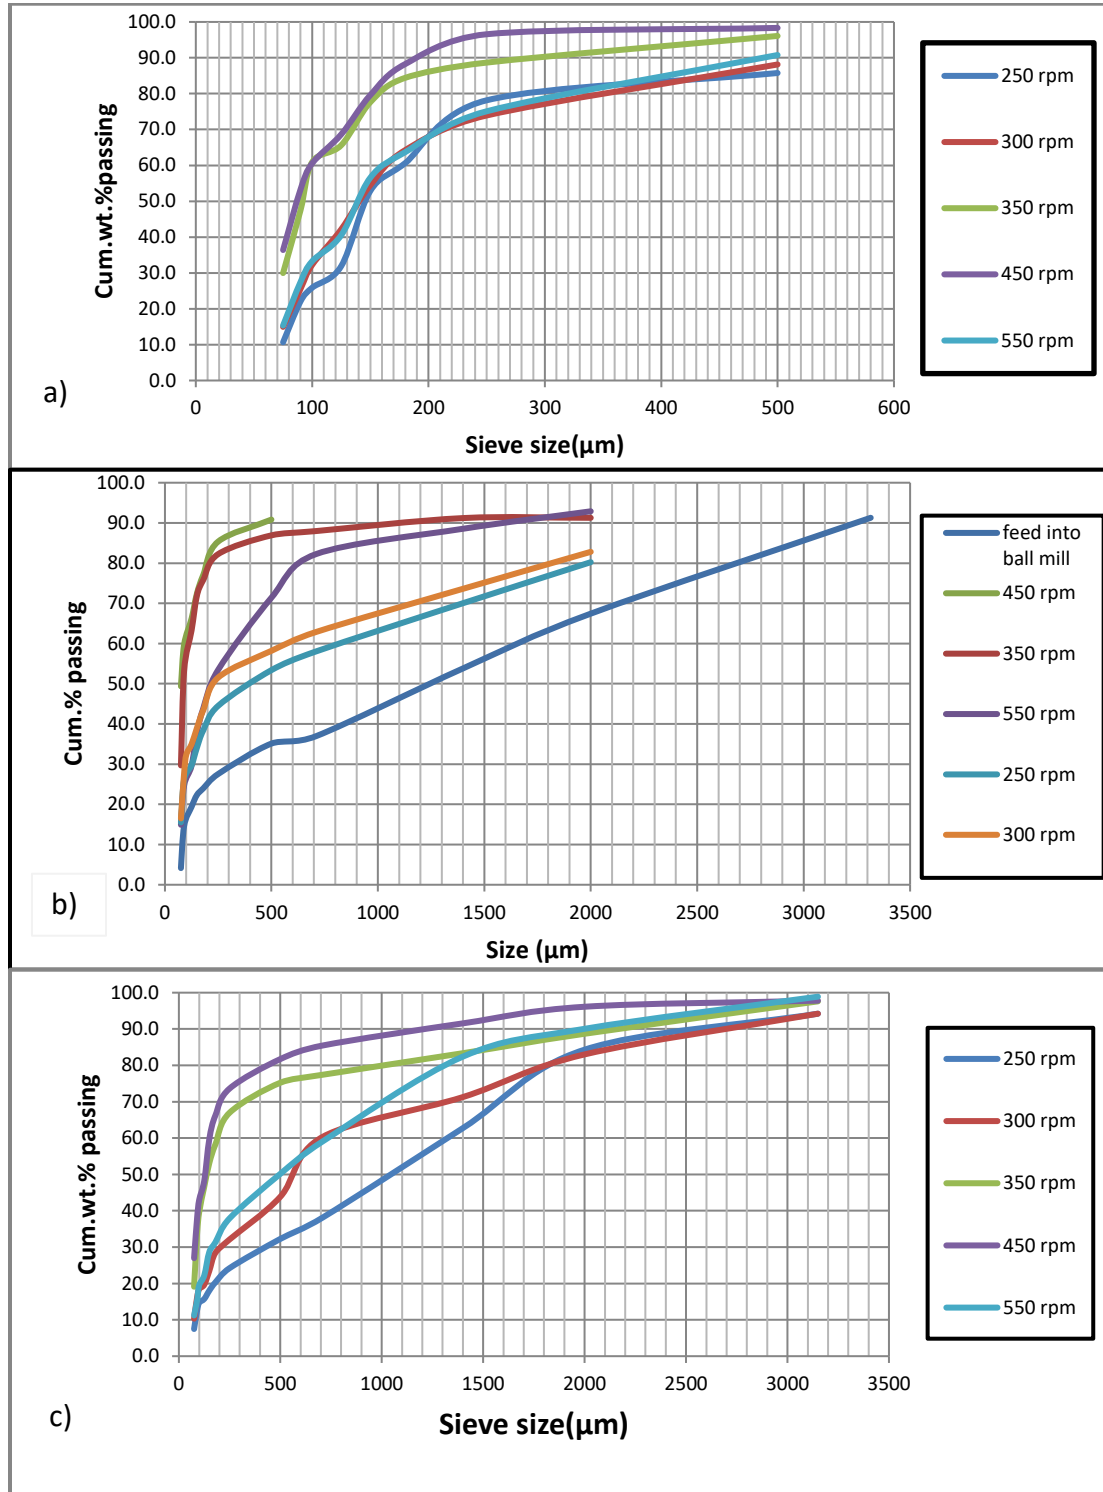 100.0
90.0
80.0
70.0
60.0
50.0
40.0
30.0
20.0
10.0
0.0
Cum.wt.%passing
0 100 200 300 400 500 600
Sieve size(µm)
a)
250 rpm
300 rpm
350 rpm
450 rpm
550 rpm
100.0
90.0
80.0
70.0
60.0
50.0
40.0
30.0
20.0
10.0
0.0
Cum.% passing
0 500 1000 1500 2000 2500 3000 3500
Size (µm)
b)
feed into
ball mill
450 rpm
350 rpm
550 rpm
250 rpm
300 rpm
100.0
90.0
80.0
70.0
60.0
50.0
40.0
30.0
20.0
10.0
0.0
Cum.wt.% passing
0 500 1000 1500 2000 2500 3000 3500
Sieve size(µm)
c)
250 rpm
300 rpm
350 rpm
450 rpm
550 rpm